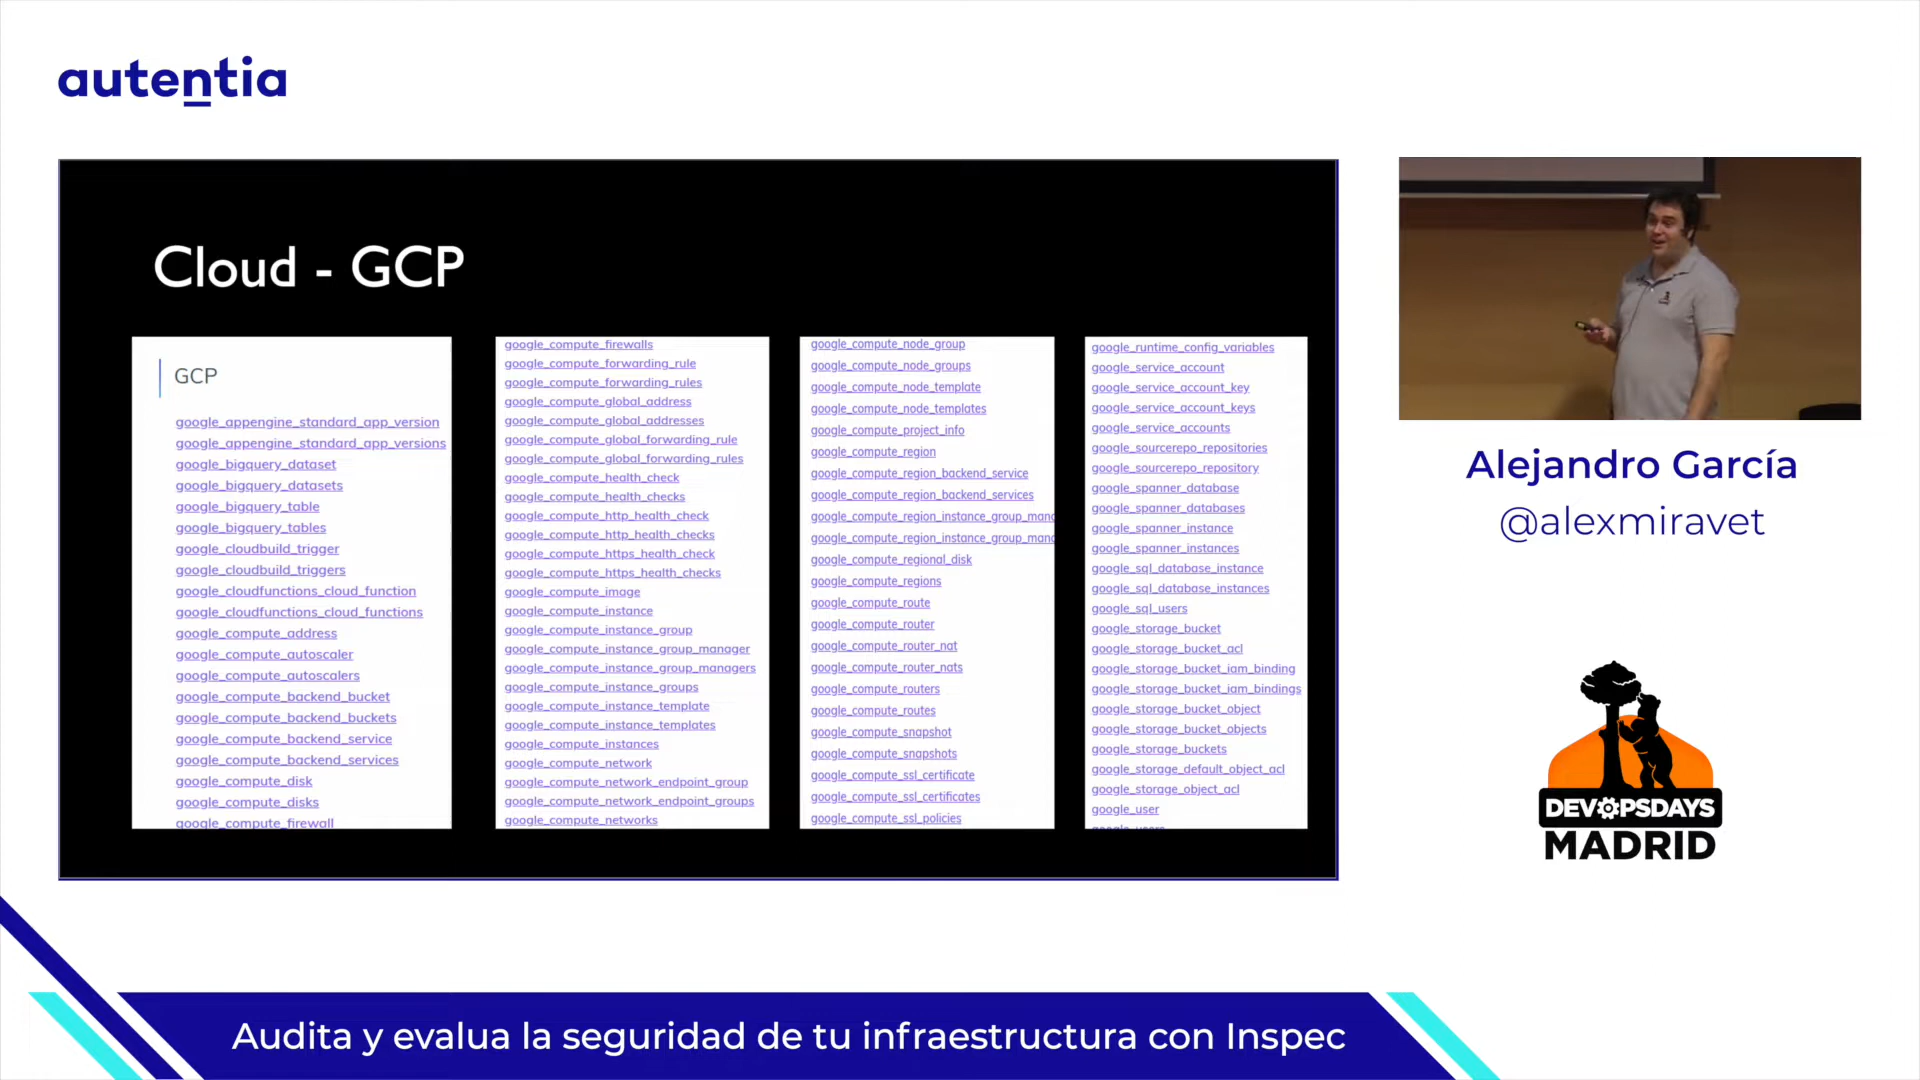 autentia
Cloud - GCP
GCP
google_appengine_standard_app_version
google_appengine_standard_app_versions
google_bigquery_dataset
google_bigquery_datasets
google_bigquery_table
google_bigquery_tables
google_cloudbuild_trigger
google_cloudbuild_triggers
google_cloudfunctions_cloud_function
google_cloudfunctions_cloud_functions
google_compute_address
google_compute_autoscaler
google_compute_autoscalers
google_compute_backend_bucket
google_compute_backend_buckets
google_compute_backend_service
google_compute_backend_services
google_compute_disk
google_compute_disks
google_compute_firewall
google_compute_firewalls
google_compute_forwarding_rule
google_compute_forwarding_rules
google_compute_global_address
google_compute_global_addresses
google_compute_global_forwarding_rule
google_compute_global_forwarding_rules
google_compute_health_check
google_compute_health_checks
google_compute_http_health_check
google_compute_http_health_checks
google_compute_https_health_check
google_compute_https_health_checks
google_compute_image
google_compute_instance
google_compute_instance_group
google_compute_instance_group_manager
google_compute_instance_group_managers
google_compute_instance_groups
google_compute_instance_template
google_compute_instance_templates
google_compute_instances
google_compute_network
google_compute_network_endpoint_group
google_compute_network_endpoint_groups
google_compute_networks
google_compute_node_group
google_compute_node_groups
google_compute_node_template
google_compute_node_templates
google_compute_project_info
google_compute_region
google_compute_region_backend_service
google_compute_region_backend_services
google_compute_region_instance_group_mana
google_compute_region_instance_group_mana
google_compute_regional_disk
google_compute_regions
google_compute_route
google_compute_router
google_compute_router_nat
google_compute_router_nats
google_compute_routers
google_compute_routes
google_compute_snapshot
google_compute_snapshots
google_compute_ssl_certificate
google_compute_ssl_certificates
google_compute_ssl_policies
google_runtime_config_variables
google_service_account
google_service_account_key
google_service_account_keys
google_service_accounts
google_sourcerepo_repositories
google_sourcerepo_repository
google_spanner_database
google_spanner_databases
google_spanner_instance
google_spanner_instances
google_sql_database_instance
google_sql_database_instances
google_sql_users
google_storage_bucket
google_storage_bucket_acl
google_storage_bucket_iam_binding
google_storage_bucket_iam_bindings
google_storage_bucket_object
google_storage_bucket_objects
google_storage_buckets
google_storage_default_object_acl
google_storage_object_acl
google_user
Alejandro García
@alexmiravet
DEVOPSDAYS
MADRID
Audita y evalua la seguridad de tu infraestructura con Inspec